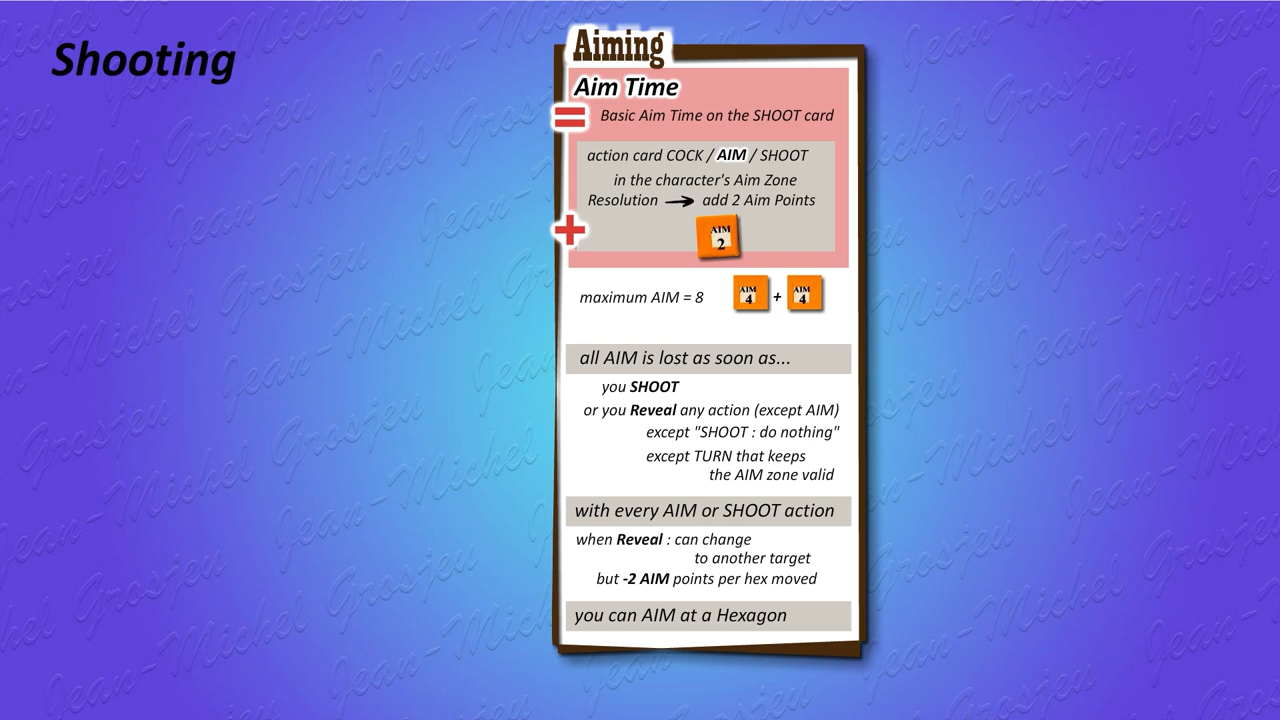 Shooting
Aiming
Aim Time
= Basic Aim Time on the SHOOT card
action card COCK / AIM / SHOOT
in the character's Aim Zone
Resolution → add 2 Aim Points
+
AIM
2
maximum AIM = 8
AIM
4
+
AIM
4
all AIM is lost as soon as...
you SHOOT
or you Reveal any action (except AIM)
except "SHOOT : do nothing"
except TURN that keeps
the AIM zone valid
with every AIM or SHOOT action
when Reveal : can change
to another target
but -2 AIM points per hex moved
you can AIM at a Hexagon
Jean-Michel Grosjeu